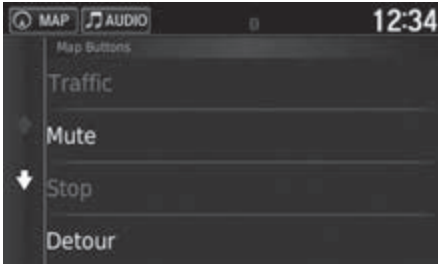 MAP AUDIO 12:34
Map Buttons
Traffic
Mute
Stop
Detour